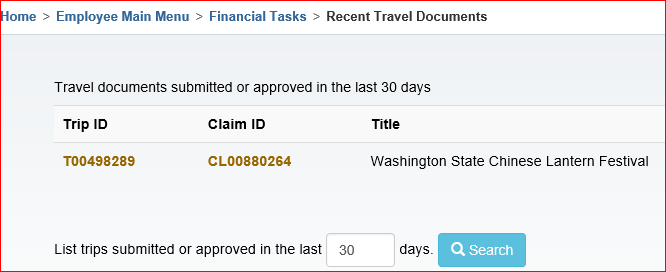 Home > Employee Main Menu > Financial Tasks > Recent Travel Documents
Travel documents submitted or approved in the last 30 days
Trip ID Claim ID Title
T00498289 CL00880264 Washington State Chinese Lantern Festival
List trips submitted or approved in the last 30 days. Search